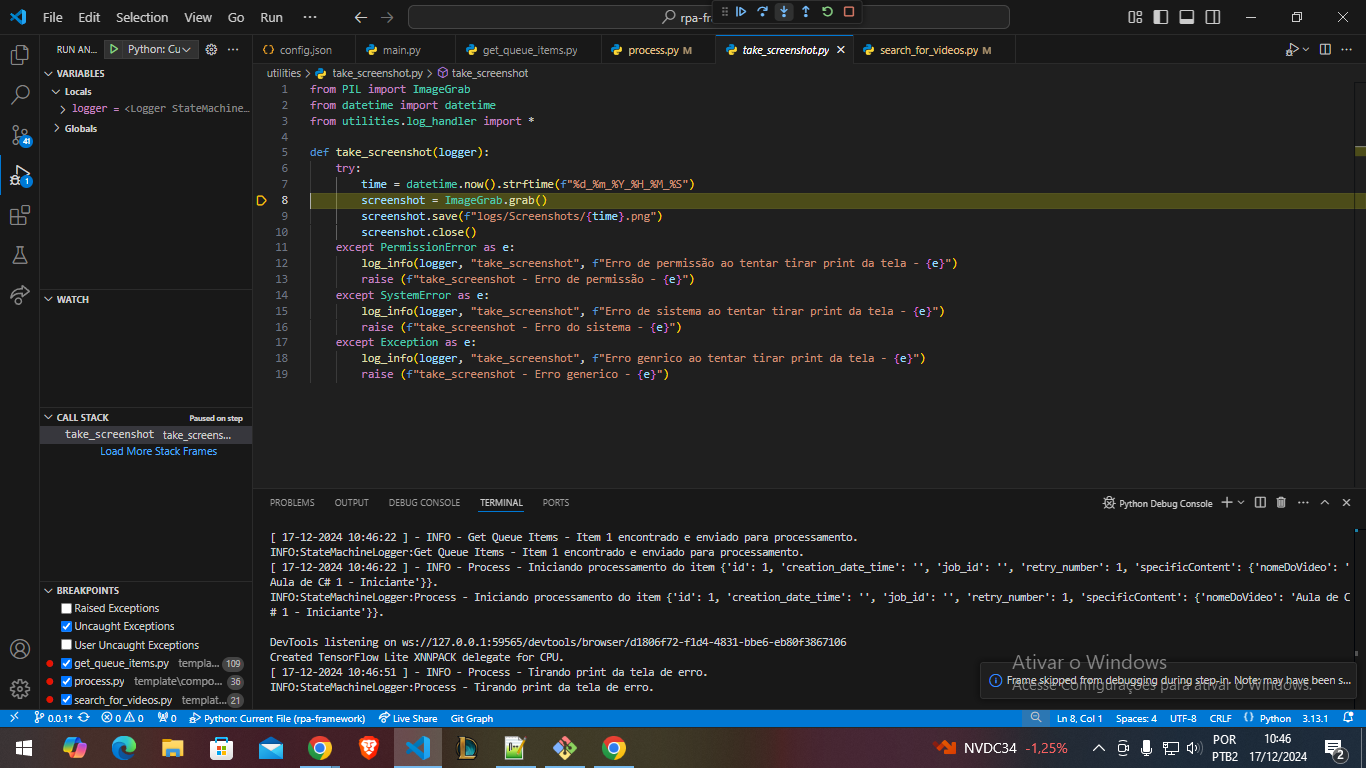 File Edit Selection View Go Run ···
rpa-fr
RUN AN... Python: Cu ···
config.json main.py get_queue_items.py process.py M take_screenshot.py search_for_videos.py M
utilities > take_screenshot.py > take_screenshot
VARIABLES
Locals
logger = <Logger StateMachine...
Globals
WATCH
CALL STACK Paused on step
take_screenshot take_screens...
Load More Stack Frames
BREAKPOINTS
Raised Exceptions
Uncaught Exceptions
User Uncaught Exceptions
get_queue_items.py templa... 109
process.py template\compo... 36
search_for_videos.py templat... 21
41
1
1 from PIL import ImageGrab
2 from datetime import datetime
3 from utilities.log_handler import *
4
5 def take_screenshot(logger):
6 try:
7 time = datetime.now().strftime(f"%d_%m_%Y_%H_%M_%S")
8 screenshot = ImageGrab.grab()
9 screenshot.save(f"logs/Screenshots/{time}.png")
10 screenshot.close()
11 except PermissionError as e:
12 log_info(logger, "take_screenshot", f"Erro de permissão ao tentar tirar print da tela - {e}")
13 raise (f"take_screenshot - Erro de permissão - {e}")
14 except SystemError as e:
15 log_info(logger, "take_screenshot", f"Erro de sistema ao tentar tirar print da tela - {e}")
16 raise (f"take_screenshot - Erro do sistema - {e}")
17 except Exception as e:
18 log_info(logger, "take_screenshot", f"Erro genrico ao tentar tirar print da tela - {e}")
19 raise (f"take_screenshot - Erro generico - {e}")
PROBLEMS OUTPUT DEBUG CONSOLE TERMINAL PORTS Python Debug Console
[ 17-12-2024 10:46:22 ] - INFO - Get Queue Items - Item 1 encontrado e enviado para processamento.
INFO:StateMachineLogger:Get Queue Items - Item 1 encontrado e enviado para processamento.
[ 17-12-2024 10:46:22 ] - INFO - Process - Iniciando processamento do item {'id': 1, 'creation_date_time': '', 'job_id': '', 'retry_number': 1, 'specificContent': {'nomeDoVideo': '
Aula de C# 1 - Iniciante'}}.
INFO:StateMachineLogger:Process - Iniciando processamento do item {'id': 1, 'creation_date_time': '', 'job_id': '', 'retry_number': 1, 'specificContent': {'nomeDoVideo': 'Aula de C
# 1 - Iniciante'}}.
DevTools listening on ws://127.0.0.1:59565/devtools/browser/d1806f72-f1d4-4831-bbe6-eb80f3867106
Created TensorFlow Lite XNNPACK delegate for CPU.
[ 17-12-2024 10:46:51 ] - INFO - Process - Tirando print da tela de erro.
INFO:StateMachineLogger:Process - Tirando print da tela de erro.
Ativar o Windows
Acesse Configurações para ativar o Windows.
Frame skipped from debugging during step-in. Note: may have been s...
0.0.1* 0 0 0 Python: Current File (rpa-framework) Live Share Git Graph Ln 8, Col 1 Spaces: 4 UTF-8 CRLF Python 3.13.1
NVDC34 -1,25% POR PTB2 10:46 17/12/2024 2